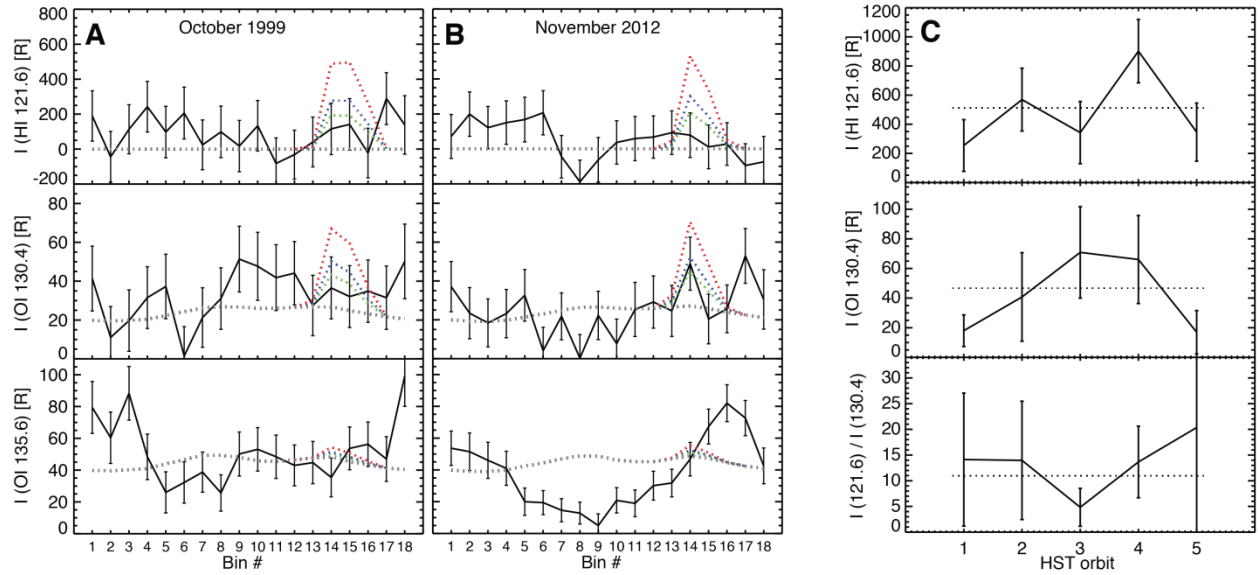 A October 1999
I (HI 121.6) [R]
800
600
400
200
0
-200
I (OI 130.4) [R]
80
60
40
20
0
I (OI 135.6) [R]
100
80
60
40
20
0
1 2 3 4 5 6 7 8 9 10 11 12 13 14 15 16 17 18
Bin #
B November 2012
1 2 3 4 5 6 7 8 9 10 11 12 13 14 15 16 17 18
Bin #
C
I (HI 121.6) [R]
1200
1000
800
600
400
200
0
I (OI 130.4) [R]
100
80
60
40
20
0
I (121.6) / I (130.4)
30
25
20
15
10
5
0
1 2 3 4 5
HST orbit